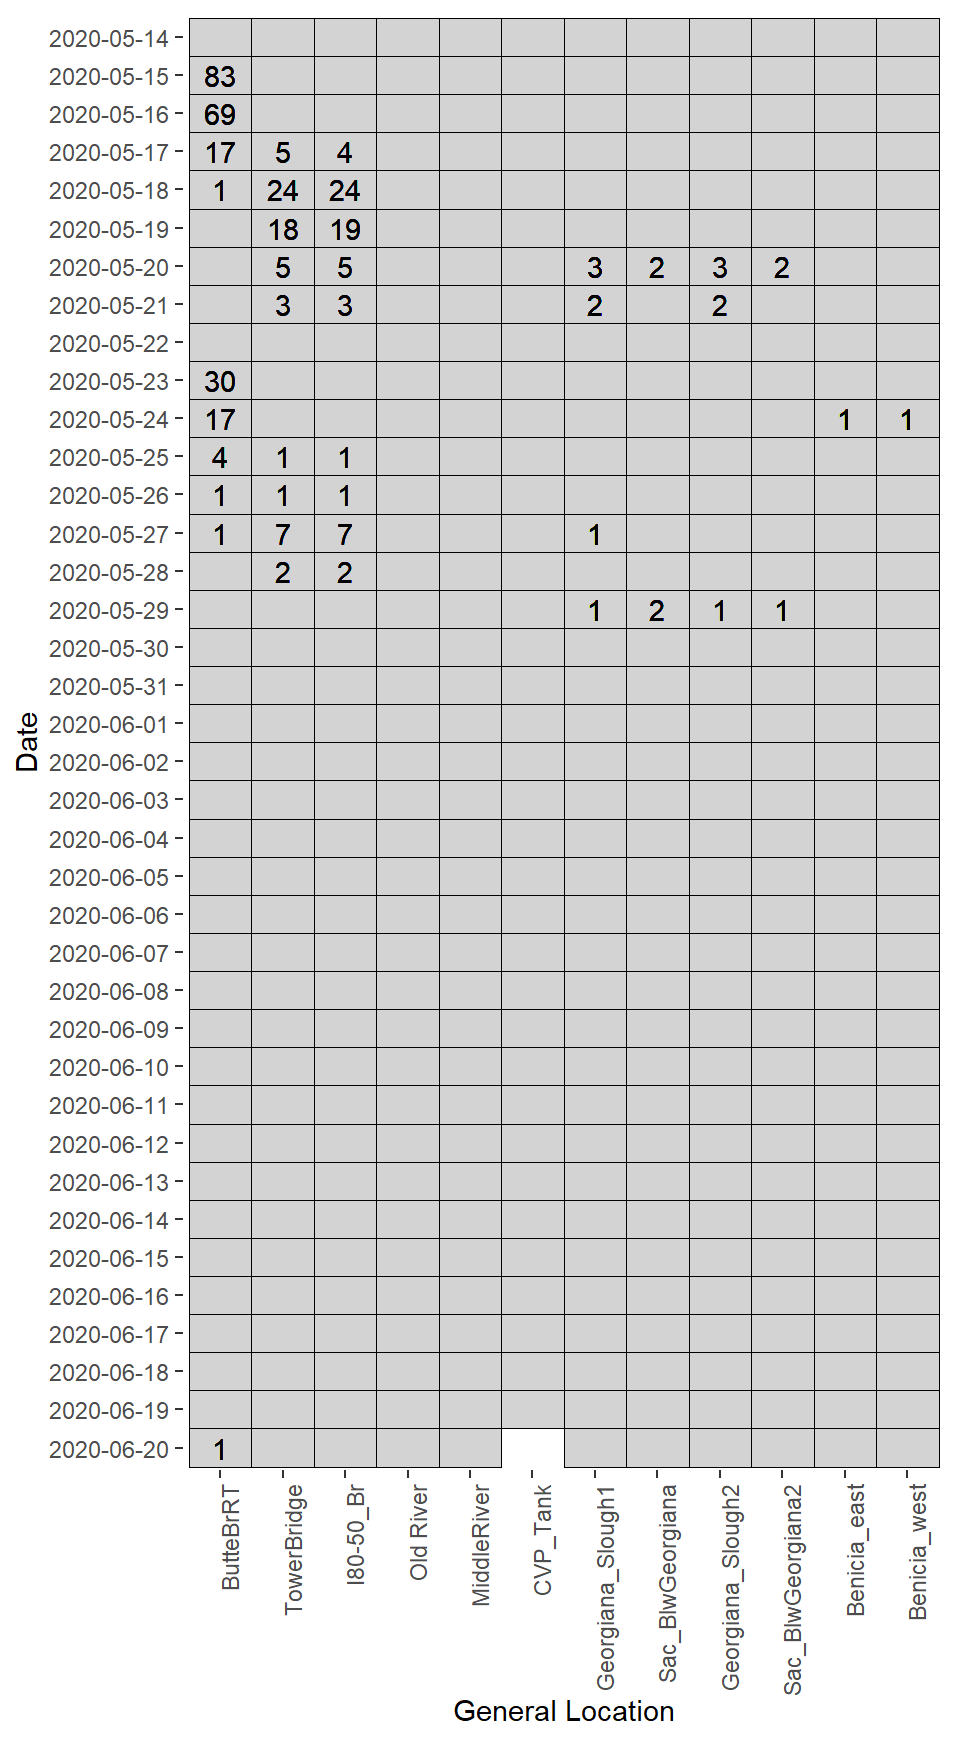 2020-05-14
2020-05-15 83
2020-05-16 69
2020-05-17 17 5 4
2020-05-18 1 24 24
2020-05-19 18 19
2020-05-20 5 5 3 2 3 2
2020-05-21 3 3 2 2
2020-05-22
2020-05-23 30
2020-05-24 17 1 1
2020-05-25 4 1 1
2020-05-26 1 1 1
2020-05-27 1 7 7 1
2020-05-28 2 2
2020-05-29 1 2 1 1
2020-05-30
2020-05-31
2020-06-01
2020-06-02
2020-06-03
2020-06-04
2020-06-05
2020-06-06
2020-06-07
2020-06-08
2020-06-09
2020-06-10
2020-06-11
2020-06-12
2020-06-13
2020-06-14
2020-06-15
2020-06-16
2020-06-17
2020-06-18
2020-06-19
2020-06-20 1
Date
ButteBrRT
TowerBridge
I80-50_Br
Old River
MiddleRiver
CVP_Tank
Georgiana_Slough1
Sac_BlwGeorgiana
Georgiana_Slough2
Sac_BlwGeorgiana2
Benicia_east
Benicia_west
General Location